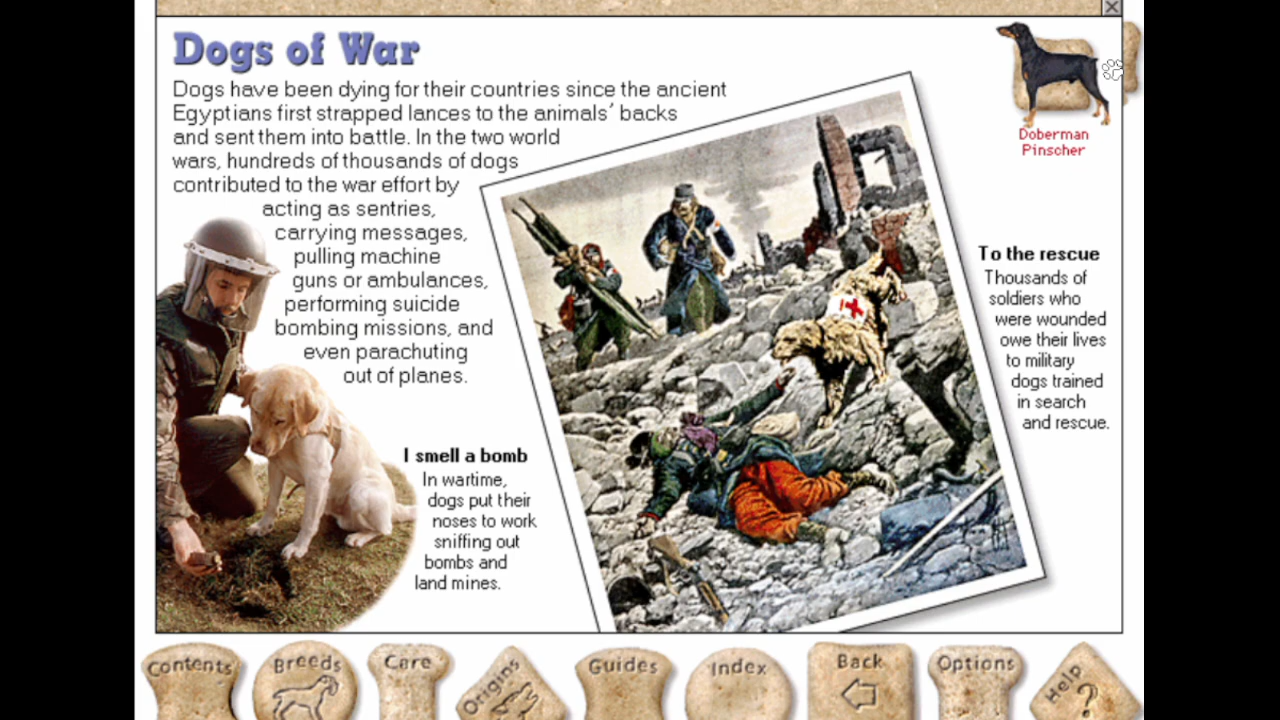 Dogs of War
Dogs have been dying for their countries since the ancient
Egyptians first strapped lances to the animals' backs
and sent them into battle. In the two world
wars, hundreds of thousands of dogs
contributed to the war effort by
acting as sentries,
carrying messages,
pulling machine
guns or ambulances,
performing suicide
bombing missions, and
even parachuting
out of planes.
Doberman
Pinscher
To the rescue
Thousands of
soldiers who
were wounded
owe their lives
to military
dogs trained
in search
and rescue.
I smell a bomb
In wartime,
dogs put their
noses to work
sniffing out
bombs and
land mines.
Contents
Breeds
Care
Origins
Guides
Index
Back
Options
Help
?